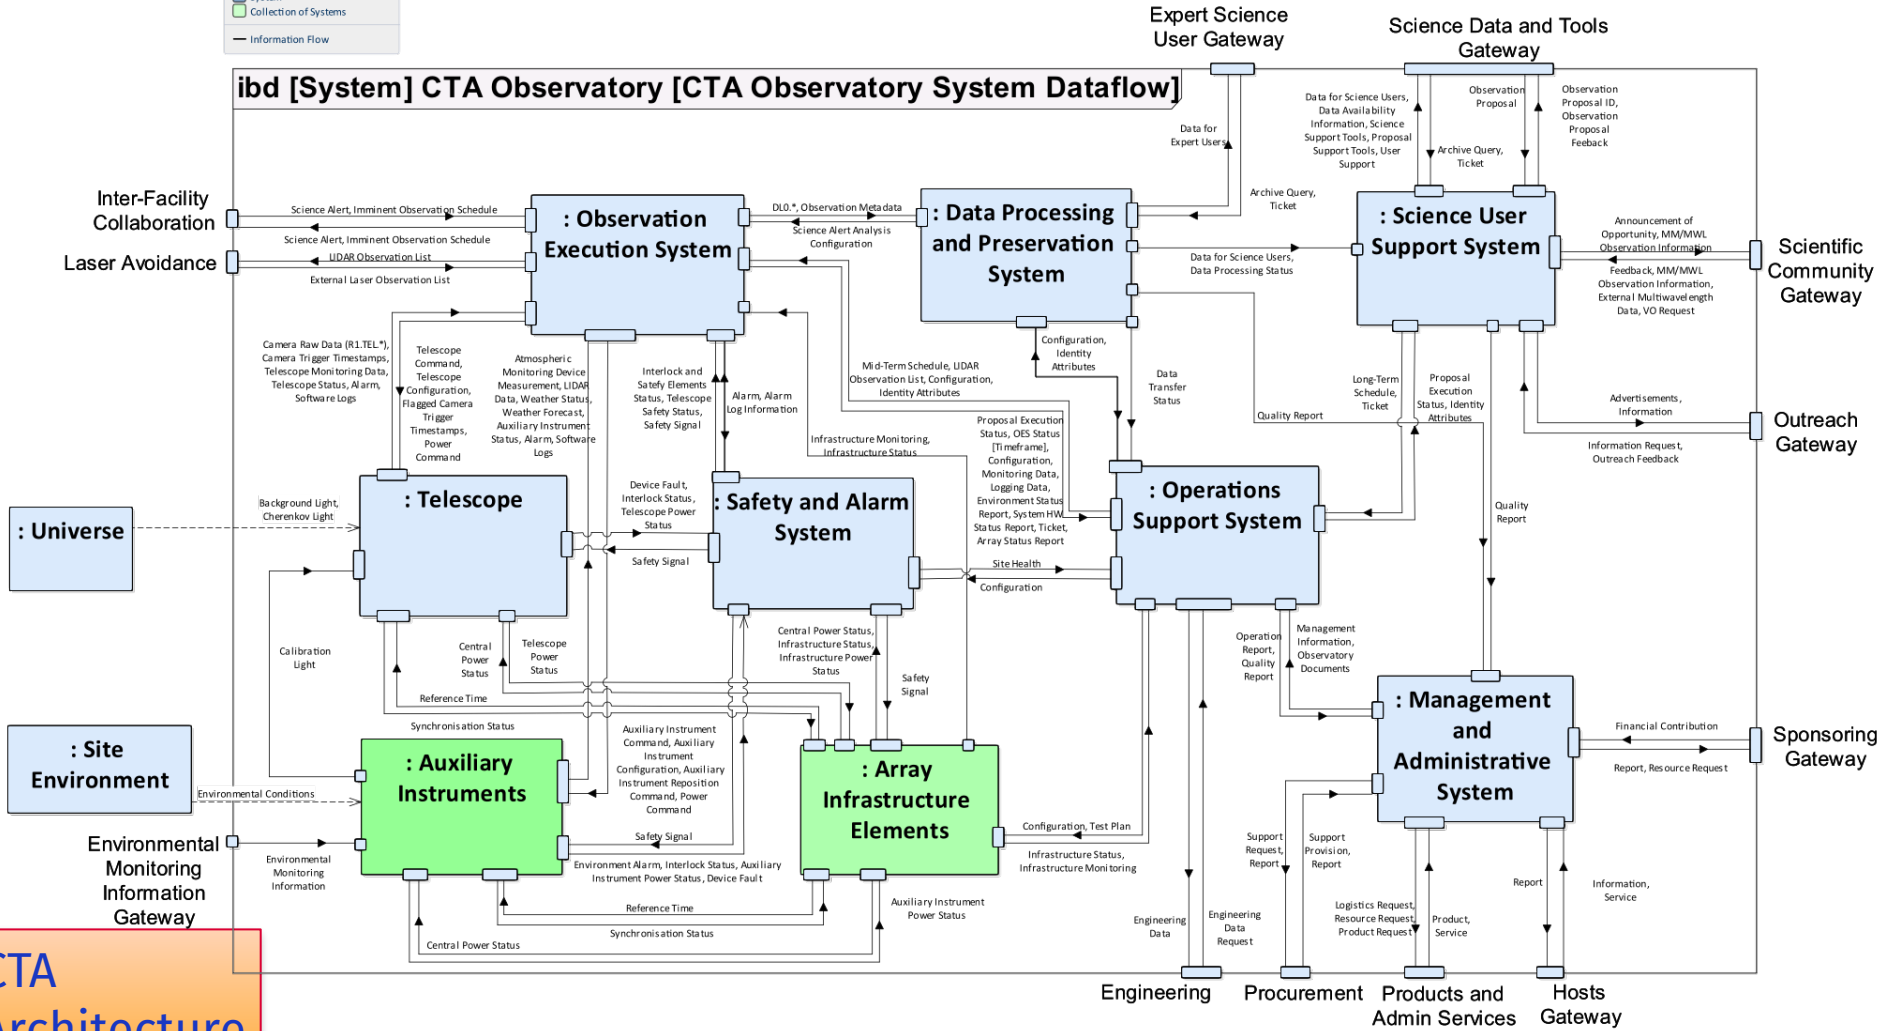 Collection of Systems
Information Flow
Expert Science
User Gateway
Science Data and Tools
Gateway
ibd [System] CTA Observatory [CTA Observatory System Dataflow]
Data for
Expert Users
Archive Query,
Ticket
Data for Science Users,
Data Availability
Information, Science
Support Tools, Proposal
Support Tools, User
Support
Archive Query,
Ticket
Observation
Proposal
Observation
Proposal ID,
Observation
Proposal
Feeback
Inter-Facility
Collaboration
Laser Avoidance
Science Alert, Imminent Observation Schedule
Science Alert, Imminent Observation Schedule
LIDAR Observation List
External Laser Observation List
: Observation
Execution System
DL0.*, Observation Metadata
Science Alert Analysis
Configuration
: Data Processing
and Preservation
System
Data for Science Users,
Data Processing Status
: Science User
Support System
Announcement of
Opportunity, MM/MWL
Observation Information
Feedback, MM/MWL
Observation Information,
External Multiwavelength
Data, VO Request
Scientific
Community
Gateway
Camera Raw Data (R1.TEL.*),
Camera Trigger Timestamps,
Telescope Monitoring Data,
Telescope Status, Alarm,
Software Logs
Telescope
Command,
Telescope
Configuration,
Flagged Camera
Trigger
Timestamps,
Power
Command
Atmospheric
Monitoring Device
Measurement, LIDAR
Data, Weather Status,
Weather Forecast,
Auxiliary Instrument
Status, Alarm, Software
Logs
Interlock and
Satefy Elements
Status, Telescope
Safety Status,
Safety Signal
Alarm, Alarm
Log Information
Infrastructure Monitoring,
Infrastructure Status
Mid-Term Schedule, LIDAR
Observation List, Configuration,
Identity Attributes
Configuration,
Identity
Attributes
Data
Transfer
Status
Quality Report
Proposal Execution
Status, OES Status
[Timeframe],
Configuration,
Monitoring Data,
Logging Data,
Environment Status
Report, System HW
Status Report, Ticket,
Array Status Report
Long-Term
Schedule,
Ticket
Proposal
Execution
Status, Identity
Attributes
Advertisements,
Information
Information Request,
Outreach Feedback
Outreach
Gateway
: Universe
Background Light,
Cherenkov Light
: Telescope
Device Fault,
Interlock Status,
Telescope Power
Status
Safety Signal
: Safety and Alarm
System
Site Health
Configuration
: Operations
Support System
Quality
Report
Calibration
Light
Central
Power
Status
Telescope
Power
Status
Reference Time
Synchronisation Status
Central Power Status,
Infrastructure Status,
Infrastructure Power
Status
Safety
Signal
Operation
Report,
Quality
Report
Management
Information,
Observatory
Documents
: Site
Environment
Environmental Conditions
: Auxiliary
Instruments
Auxiliary Instrument
Command, Auxiliary
Instrument
Configuration, Auxiliary
Instrument Reposition
Command, Power
Command
Safety Signal
Environment Alarm, Interlock Status, Auxiliary
Instrument Power Status, Device Fault
: Array
Infrastructure
Elements
Configuration, Test Plan
Infrastructure Status,
Infrastructure Monitoring
: Management
and
Administrative
System
Financial Contribution
Report, Resource Request
Sponsoring
Gateway
Environmental
Monitoring
Information
Gateway
Environmental
Monitoring
Information
Reference Time
Synchronisation Status
Central Power Status
Auxiliary Instrument
Power Status
Engineering
Data
Engineering
Data
Request
Support
Request,
Report
Support
Provision,
Report
Logistics Request,
Resource Request,
Product Request
Product,
Service
Report
Information,
Service
CTA
Architecture
Engineering
Procurement
Products and
Admin Services
Hosts
Gateway